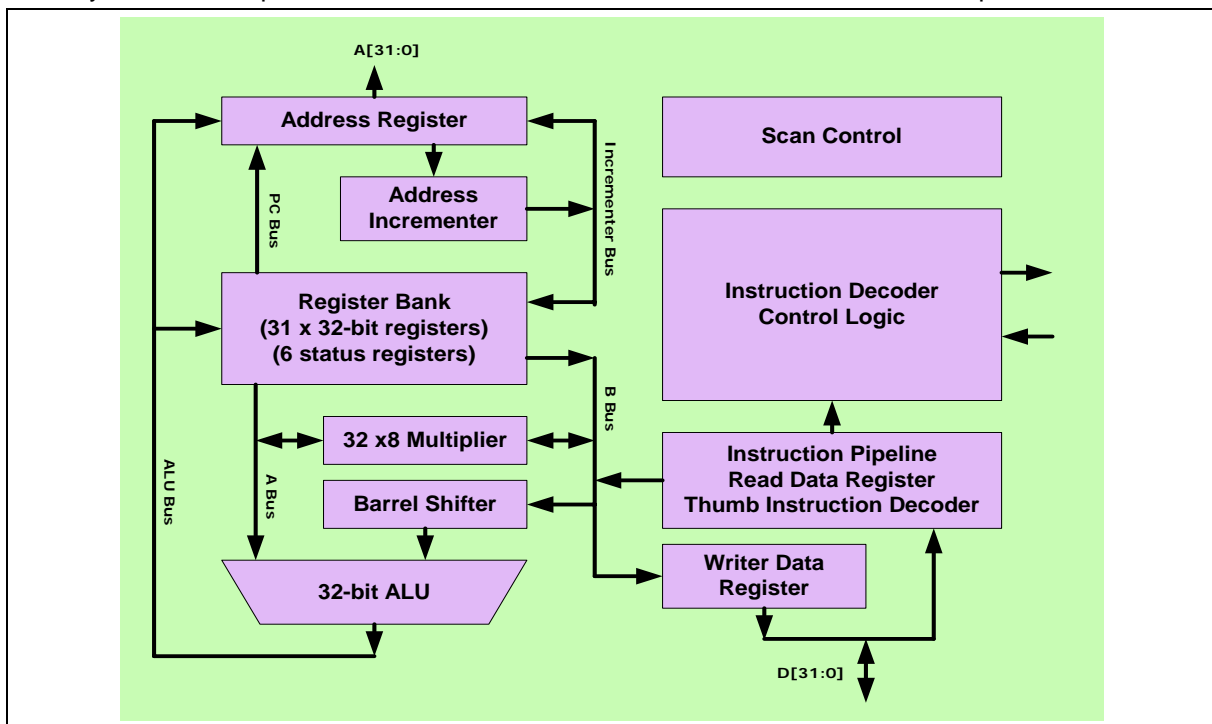 A[31:0]
Address Register
Scan Control
Address
Incrementer
PC Bus
Incrementer Bus
Register Bank
(31 x 32-bit registers)
(6 status registers)
Instruction Decoder
Control Logic
B Bus
32 x8 Multiplier
Instruction Pipeline
Read Data Register
Thumb Instruction Decoder
ALU Bus
A Bus
Barrel Shifter
Writer Data
Register
32-bit ALU
D[31:0]